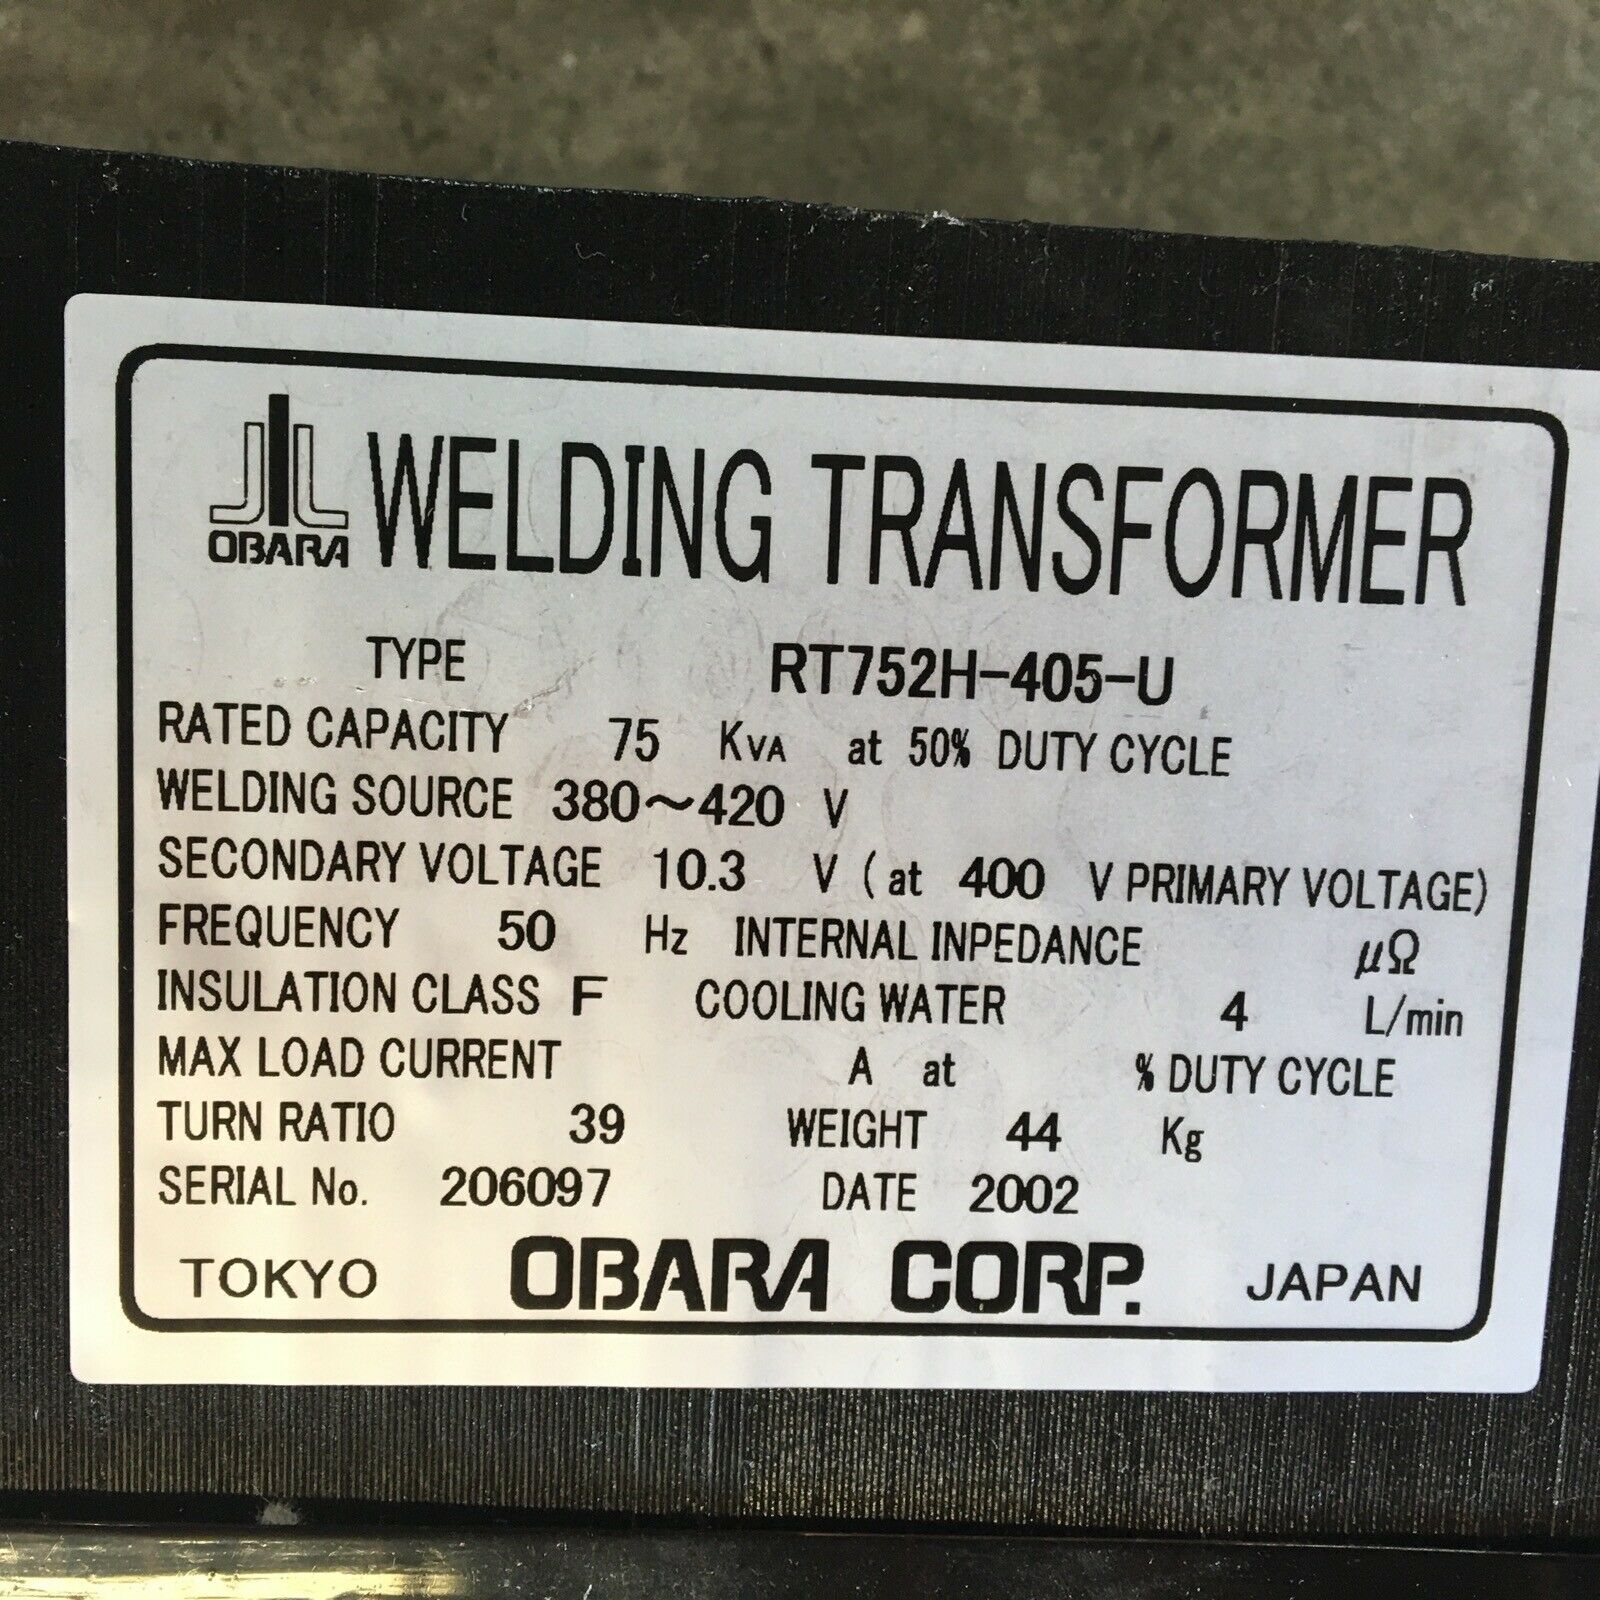 OBARA WELDING TRANSFORMER
TYPE RT752H-405-U
RATED CAPACITY 75 KVA at 50% DUTY CYCLE
WELDING SOURCE 380~420 V
SECONDARY VOLTAGE 10.3 V (at 400 V PRIMARY VOLTAGE)
FREQUENCY 50 Hz INTERNAL INPEDANCE μΩ
INSULATION CLASS F COOLING WATER 4 L/min
MAX LOAD CURRENT A at % DUTY CYCLE
TURN RATIO 39 WEIGHT 44 Kg
SERIAL No. 206097 DATE 2002
TOKYO OBARA CORP. JAPAN